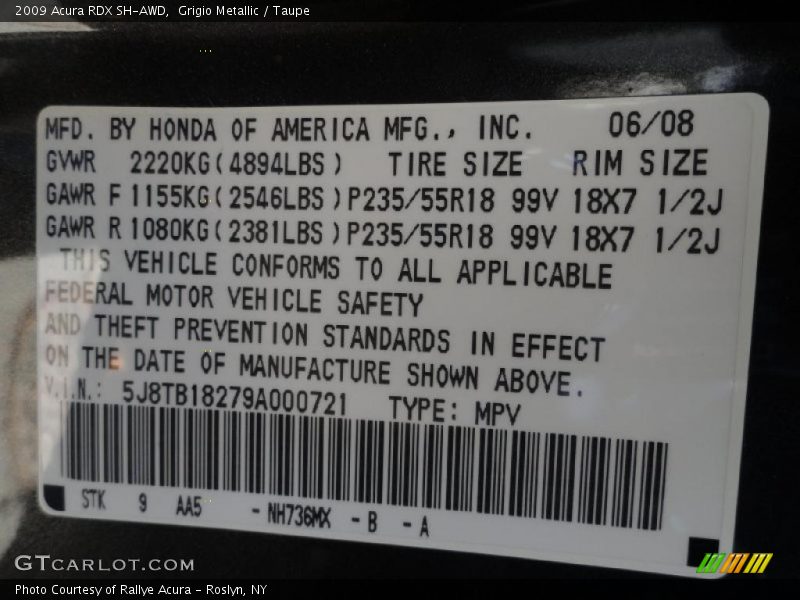 2009 Acura RDX SH-AWD,  Grigio Metallic / Taupe
MFD. BY HONDA OF AMERICA MFG., INC. 06/08
GVWR 2220KG(4894LBS) TIRE SIZE RIM SIZE
GAWR F 1155KG(2546LBS)P235/55R18 99V 18X7 1/2J
GAWR R 1080KG(2381LBS)P235/55R18 99V 18X7 1/2J
THIS VEHICLE CONFORMS TO ALL APPLICABLE
FEDERAL MOTOR VEHICLE SAFETY
AND THEFT PREVENTION STANDARDS IN EFFECT
ON THE DATE OF MANUFACTURE SHOWN ABOVE.
V.I.N.: 5J8TB18279A000721 TYPE: MPV
STK 9 AA5 - NH736MX - B - A
GTCARLOT.COM
Photo Courtesy of Rallye Acura - Roslyn, NY